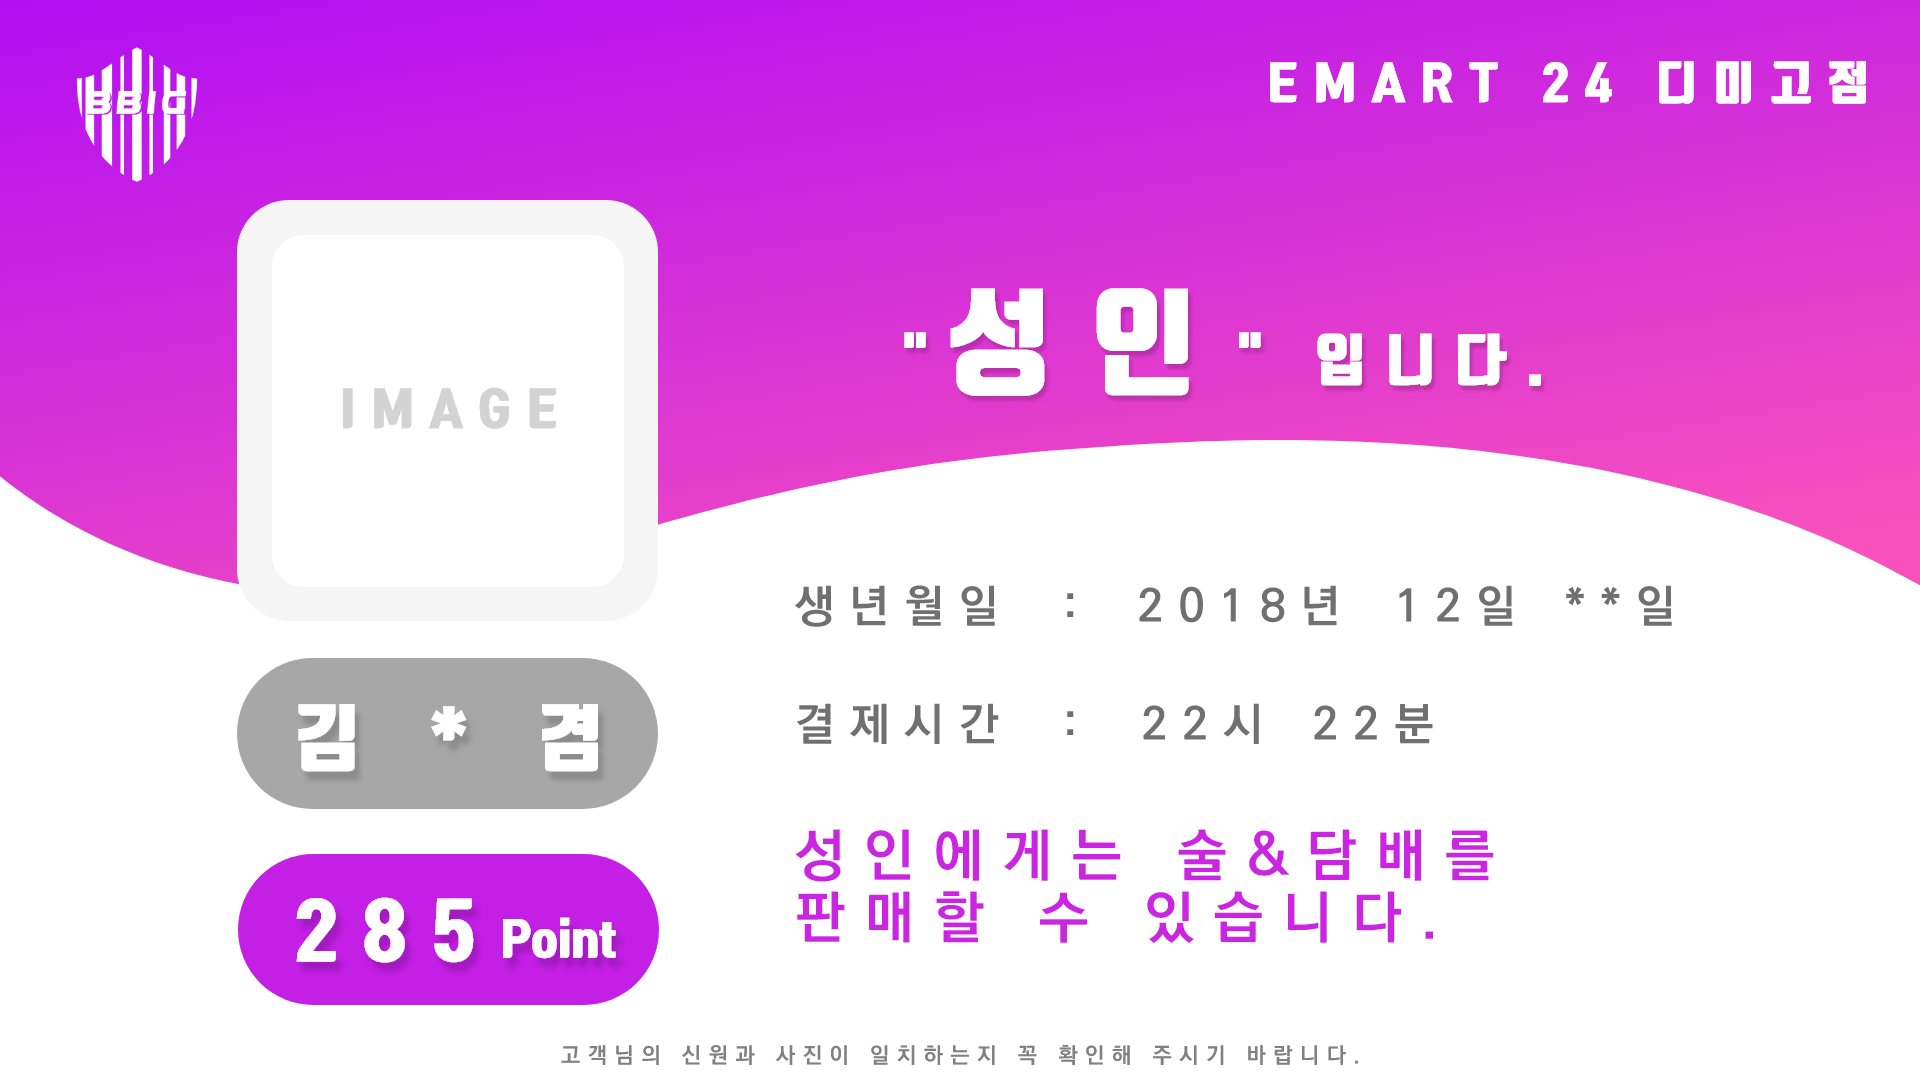 BBIG
EMART 24 디미고점
IMAGE
"성인" 입니다.
생년월일 : 2018년 12일 **일
결제시간 : 22시 22분
김 * 겸
성인에게는 술&담배를
판매할 수 있습니다.
285 Point
고객님의 신원과 사진이 일치하는지 꼭 확인해 주시기 바랍니다.